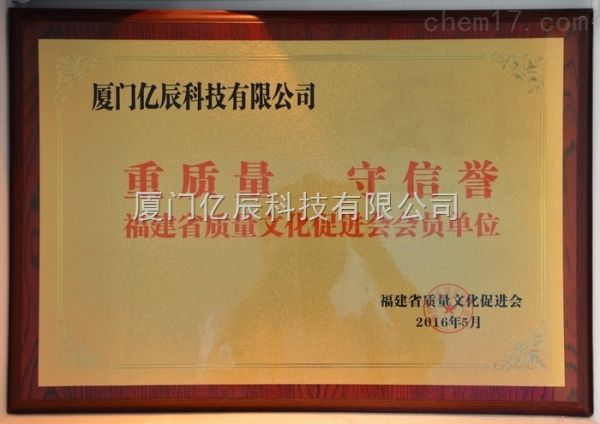 chem17.com
厦门亿辰科技有限公司
重质量 守信誉
厦门亿辰科技有限公司
福建省质量文化促进会会员单位
福建省质量文化促进会
2016年5月